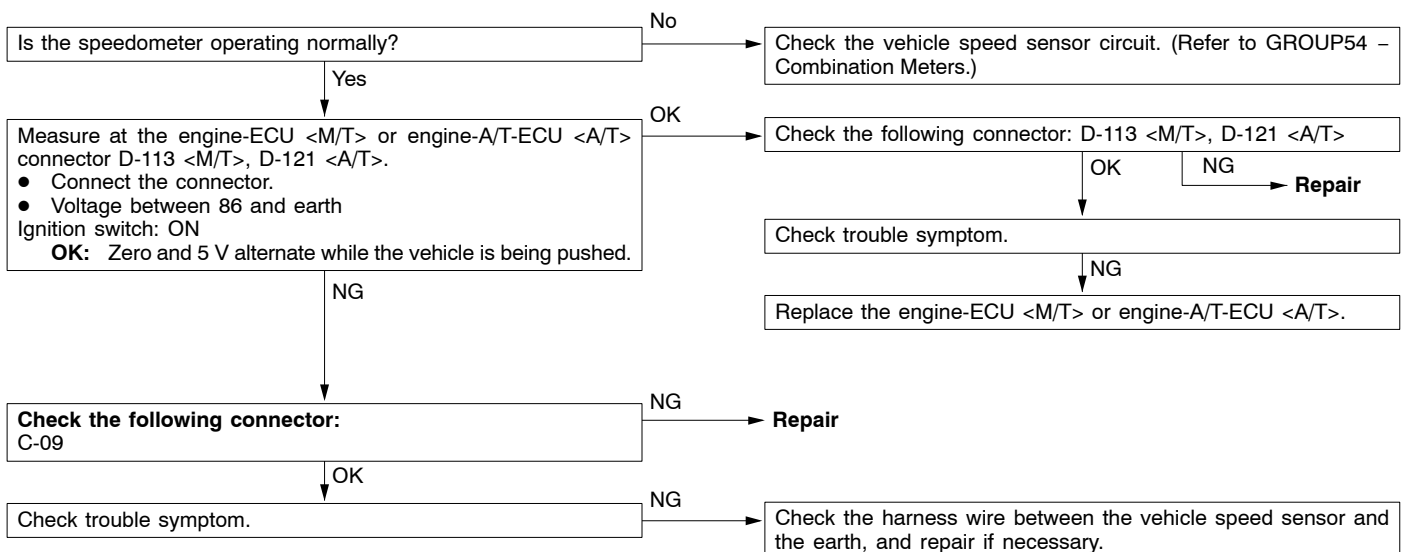 Is the speedometer operating normally?
No
Check the vehicle speed sensor circuit. (Refer to GROUP54 –
Combination Meters.)
Yes
Measure at the engine-ECU <M/T> or engine-A/T-ECU <A/T>
connector D-113 <M/T>, D-121 <A/T>.
● Connect the connector.
● Voltage between 86 and earth
Ignition switch: ON
OK: Zero and 5 V alternate while the vehicle is being pushed.
OK
Check the following connector: D-113 <M/T>, D-121 <A/T>
OK
NG
Repair
Check trouble symptom.
NG
Replace the engine-ECU <M/T> or engine-A/T-ECU <A/T>.
NG
Check the following connector:
C-09
NG
Repair
OK
Check trouble symptom.
NG
Check the harness wire between the vehicle speed sensor and
the earth, and repair if necessary.